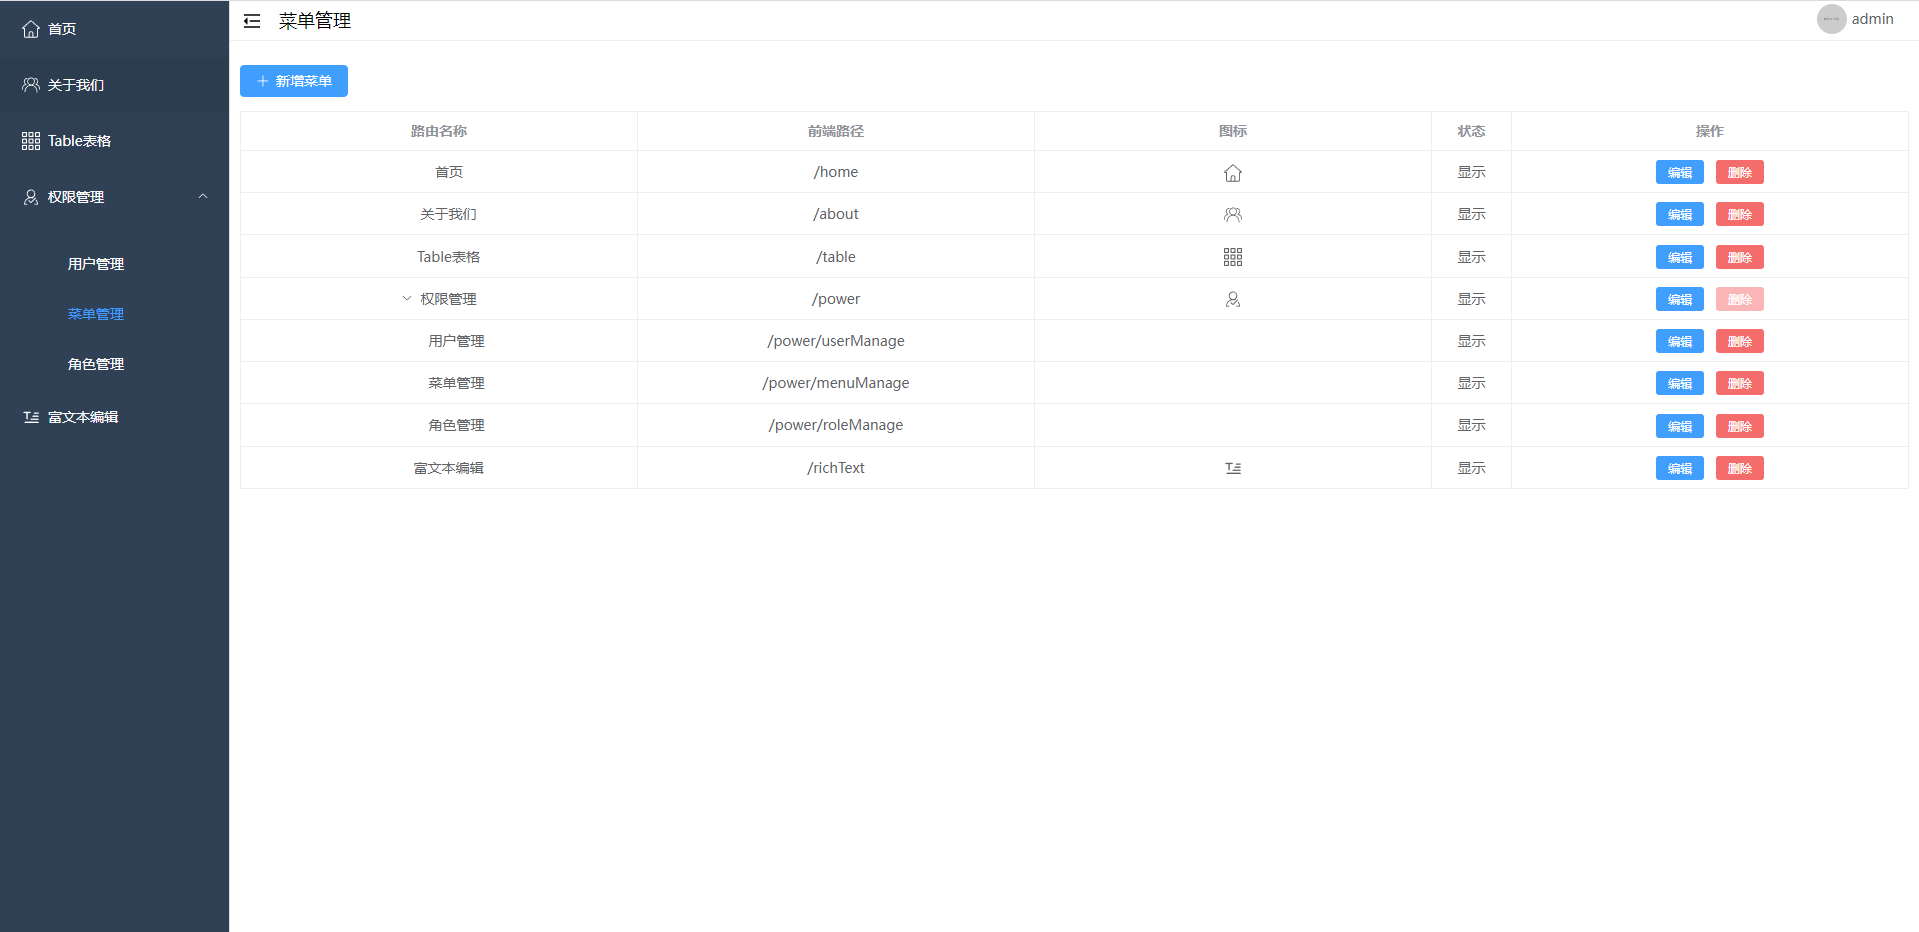 首页
关于我们
Table表格
权限管理
用户管理
菜单管理
角色管理
富文本编辑
菜单管理
admin
新增菜单
路由名称 前端路径 图标 状态 操作
首页 /home 显示 编辑 删除
关于我们 /about 显示 编辑 删除
Table表格 /table 显示 编辑 删除
权限管理 /power 显示 编辑 删除
用户管理 /power/userManage 显示 编辑 删除
菜单管理 /power/menuManage 显示 编辑 删除
角色管理 /power/roleManage 显示 编辑 删除
富文本编辑 /richText 显示 编辑 删除